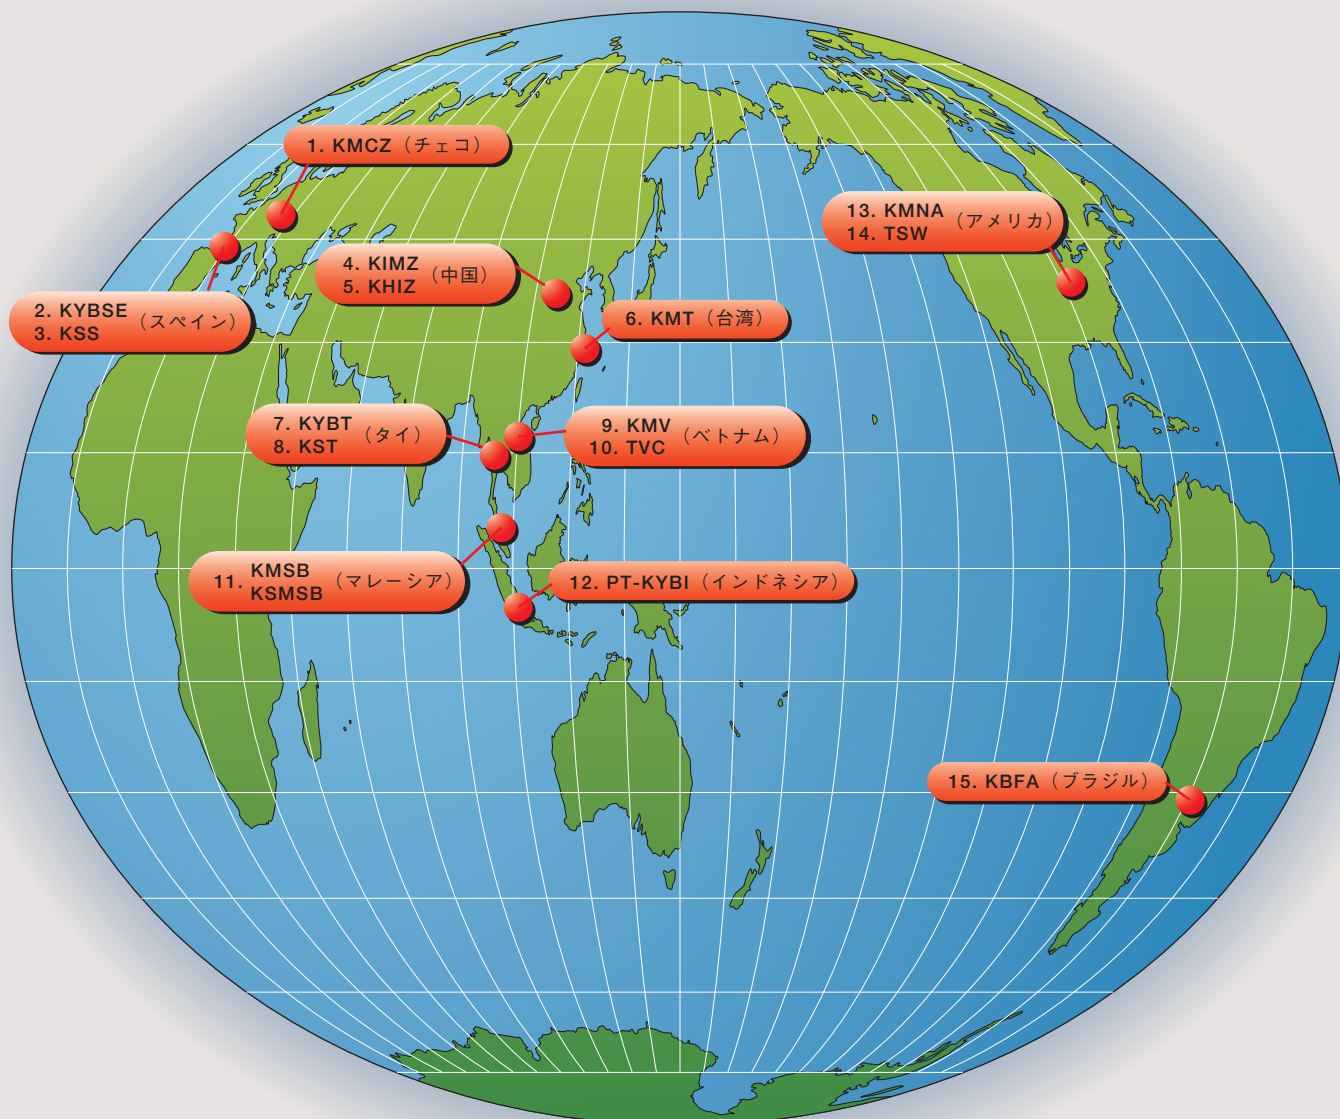 1. KMCZ（チェコ）
2. KYBSE
3. KSS
（スペイン）
4. KIMZ
5. KHIZ
（中国）
6. KMT（台湾）
7. KYBT
8. KST
（タイ）
9. KMV
10. TVC
（ベトナム）
11. KMSB
KSMSB
（マレーシア）
12. PT-KYBI（インドネシア）
13. KMNA
14. TSW
（アメリカ）
15. KBFA（ブラジル）